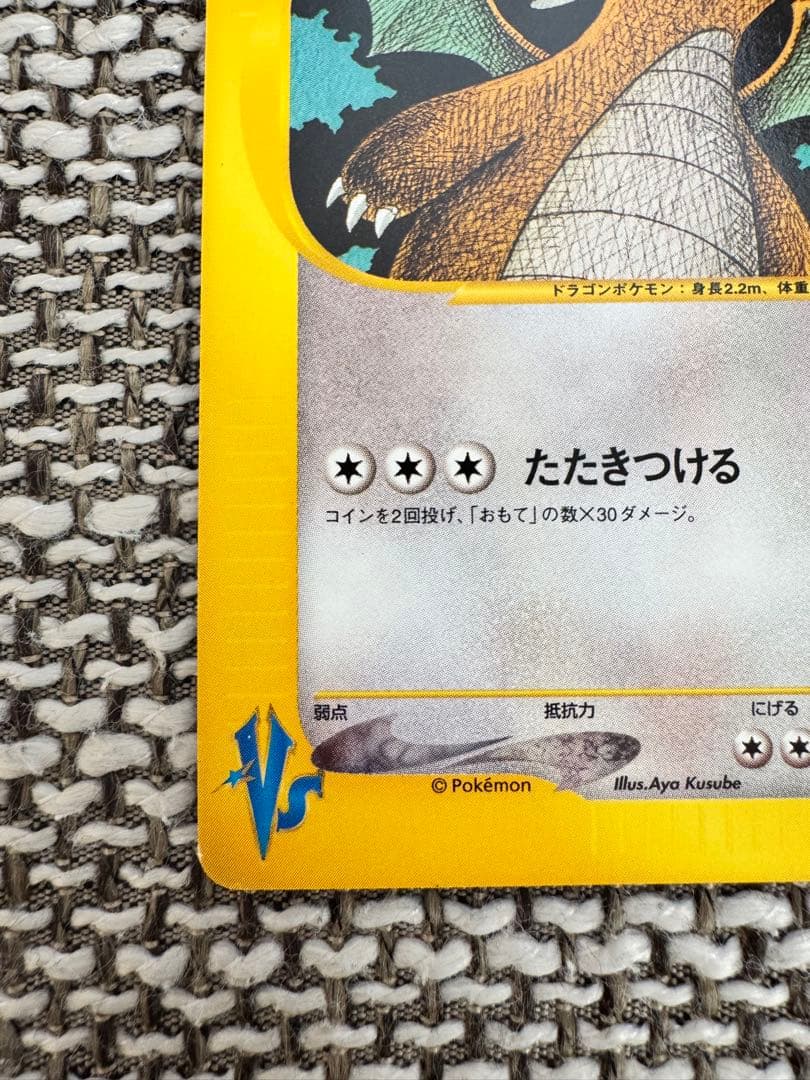 ドラゴンポケモン：身長2.2m、体重
たたきつける
コインを2回投げ、「おもて」の数×30ダメージ。
弱点 抵抗力 にげる
VS
© Pokémon Illus.Aya Kusube